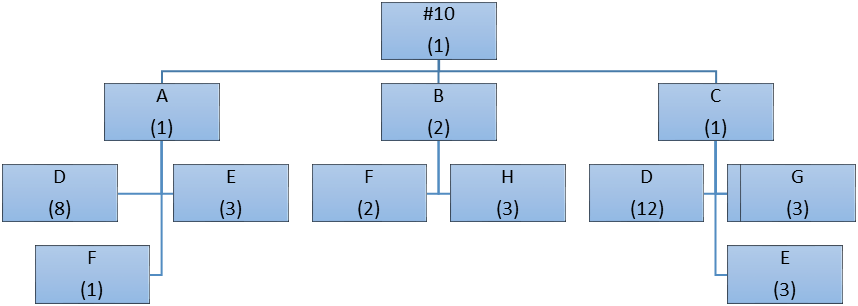 #10
(1)
A
(1)
B
(2)
C
(1)
D
(8)
E
(3)
F
(2)
H
(3)
D
(12)
G
(3)
F
(1)
E
(3)